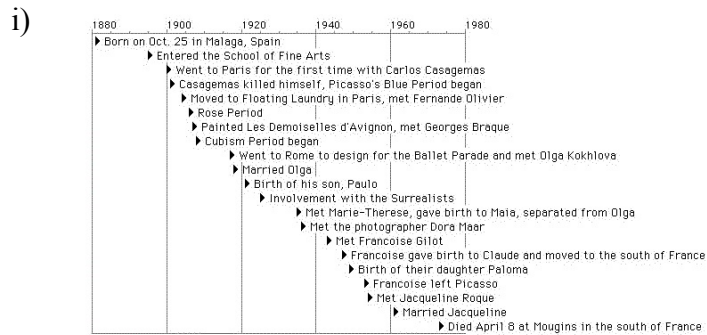 i)
1880 1900 1920 1940 1960 1980
Born on Oct. 25 in Malaga, Spain
Entered the School of Fine Arts
Went to Paris for the first time with Carlos Casagemas
Casagemas killed himself, Picasso's Blue Period began
Moved to Floating Laundry in Paris, met Fernande Olivier
Rose Period
Painted Les Demoiselles d'Avignon, met Georges Braque
Cubism Period began
Went to Rome to design for the Ballet Parade and met Olga Kokhlova
Married Olga
Birth of his son, Paulo
Involvement with the Surrealists
Met Marie-Therese, gave birth to Maia, separated from Olga
Met the photographer Dora Maar
Met Francoise Gilot
Francoise gave birth to Claude and moved to the south of France
Birth of their daughter Paloma
Francoise left Picasso
Met Jacqueline Roque
Married Jacqueline
Died April 8 at Mougins in the south of France